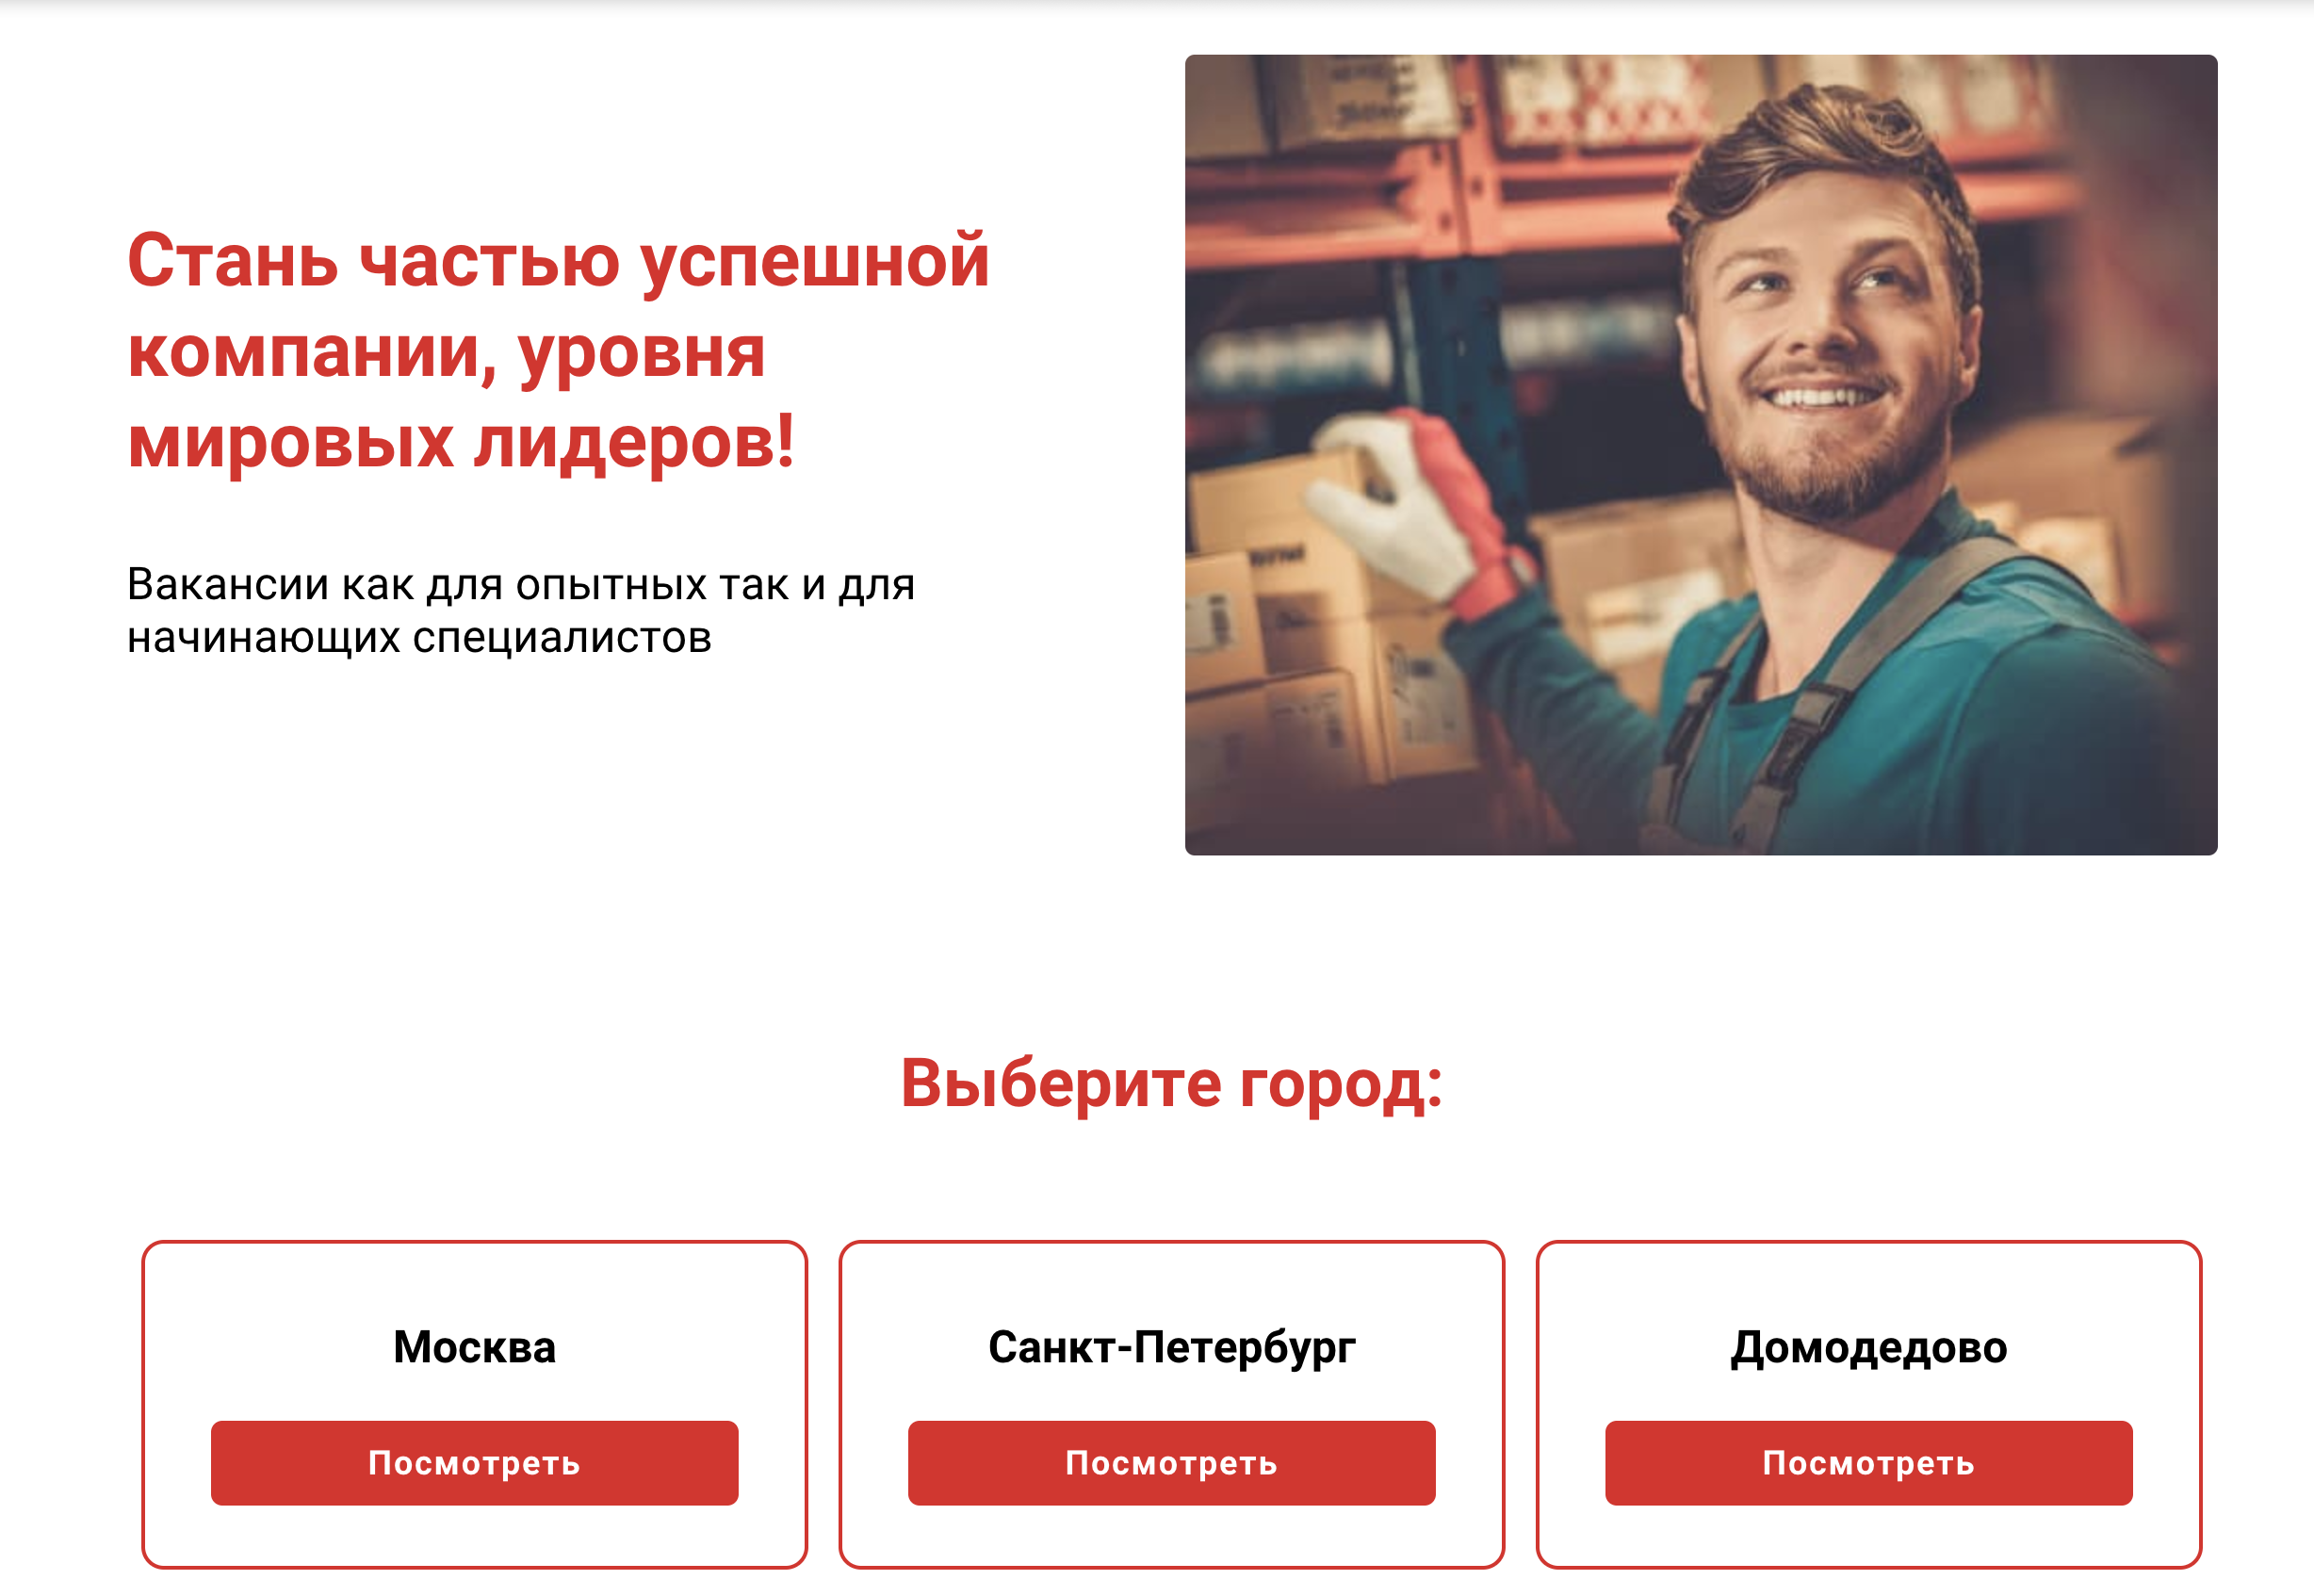 Стань частью успешной
компании, уровня
мировых лидеров!
Вакансии как для опытных так и для
начинающих специалистов
Выберите город:
Москва
Санкт-Петербург
Домодедово
Посмотреть
Посмотреть
Посмотреть